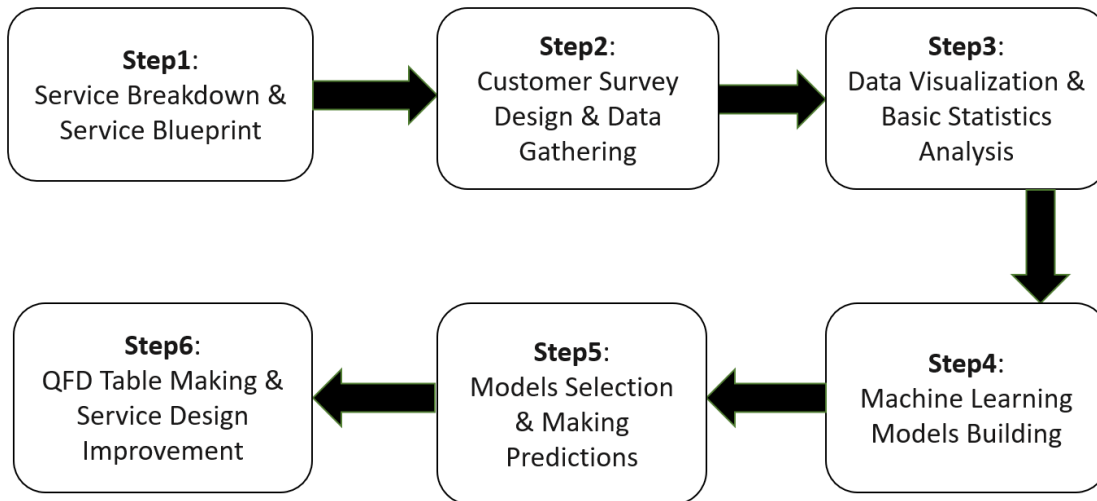 Step1:
Service Breakdown &
Service Blueprint
Step2:
Customer Survey
Design & Data
Gathering
Step3:
Data Visualization &
Basic Statistics
Analysis
Step4:
Machine Learning
Models Building
Step5:
Models Selection
& Making
Predictions
Step6:
QFD Table Making &
Service Design
Improvement